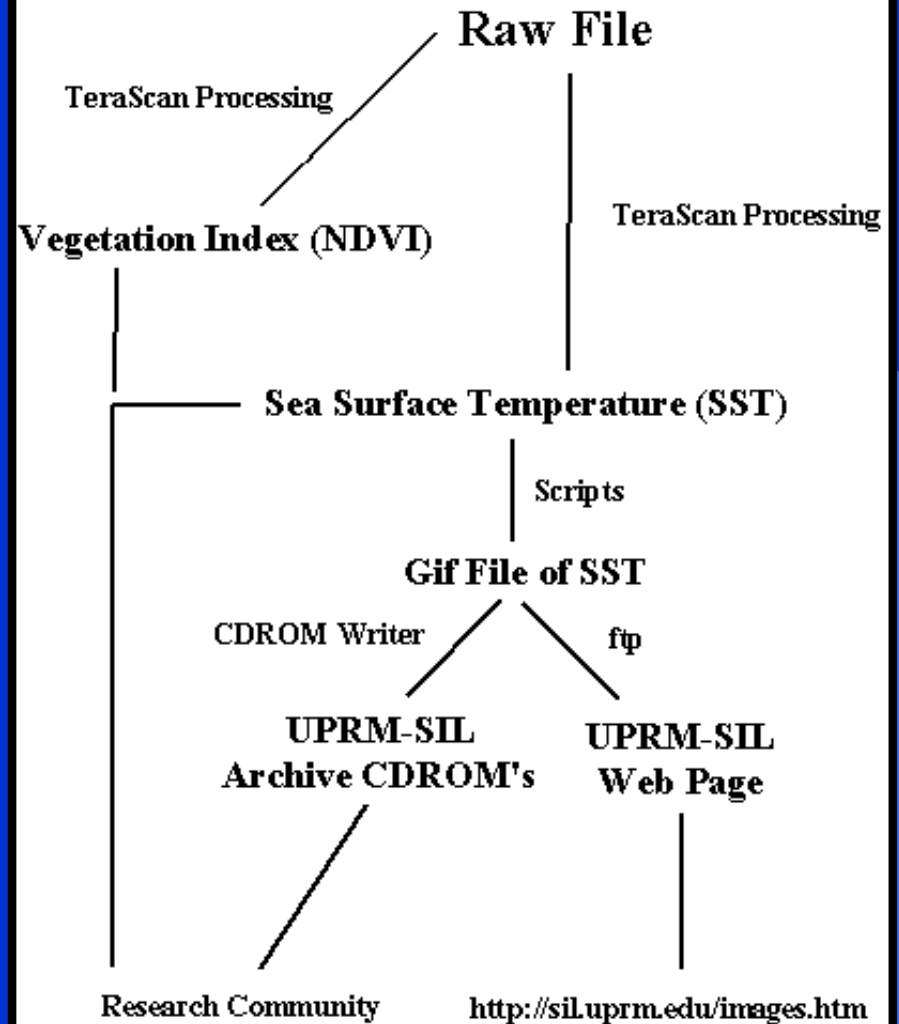 Raw File
TeraScan Processing
TeraScan Processing
Vegetation Index (NDVI)
Sea Surface Temperature (SST)
Scripts
Gif File of SST
CDROM Writer
ftp
UPRM-SIL
Archive CDROM's
UPRM-SIL
Web Page
Research Community
http://sil.uprm.edu/images.htm